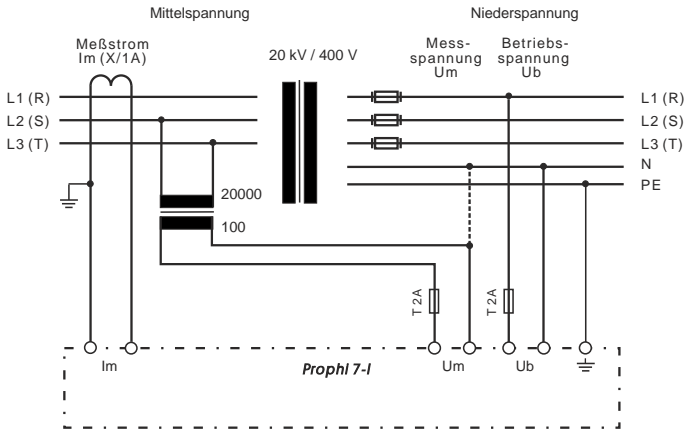 Mittelspannung
Niederspannung
Meßstrom
Im (X/1A)
20 kV / 400 V
Mess-
spannung
Um
Betriebs-
spannung
Ub
L1 (R)
L2 (S)
L3 (T)
L1 (R)
L2 (S)
L3 (T)
N
PE
20000
100
T 2A
T 2A
Im
Prophi 7-I
Um
Ub